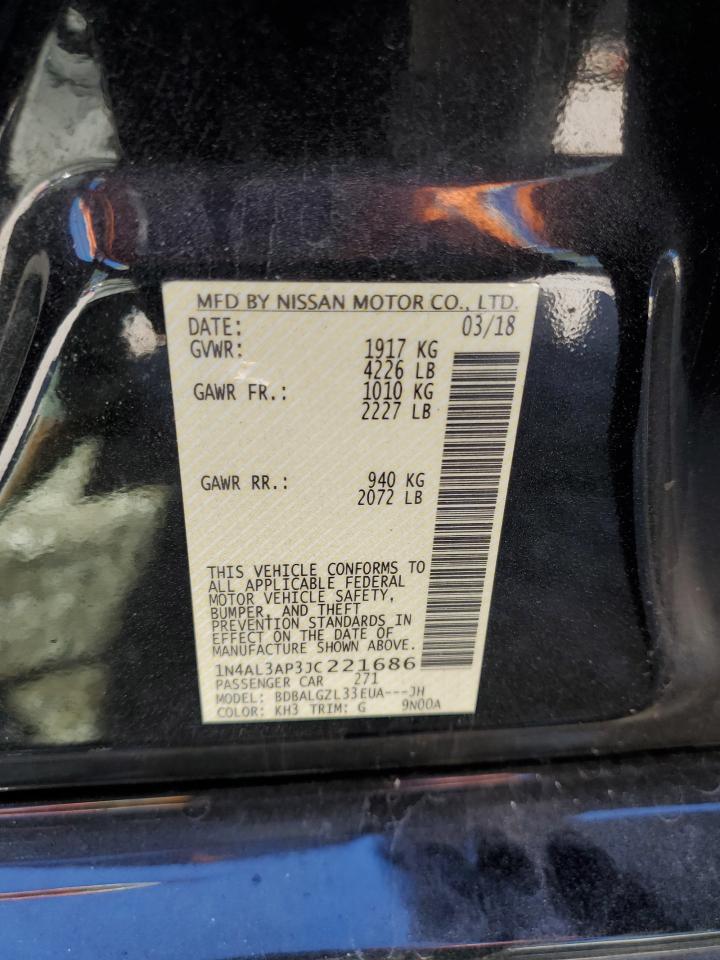 MFD BY NISSAN MOTOR CO., LTD.
DATE: 03/18
GVWR: 1917 KG
4226 LB
GAWR FR.: 1010 KG
2227 LB
GAWR RR.: 940 KG
2072 LB
THIS VEHICLE CONFORMS TO
ALL APPLICABLE FEDERAL
MOTOR VEHICLE SAFETY,
BUMPER, AND THEFT
PREVENTION STANDARDS IN
EFFECT ON THE DATE OF
MANUFACTURE SHOWN ABOVE.
1N4AL3AP3JC221686
PASSENGER CAR 271
MODEL: BDBALGZL33EUA---JH
COLOR: KH3 TRIM: G 9N00A